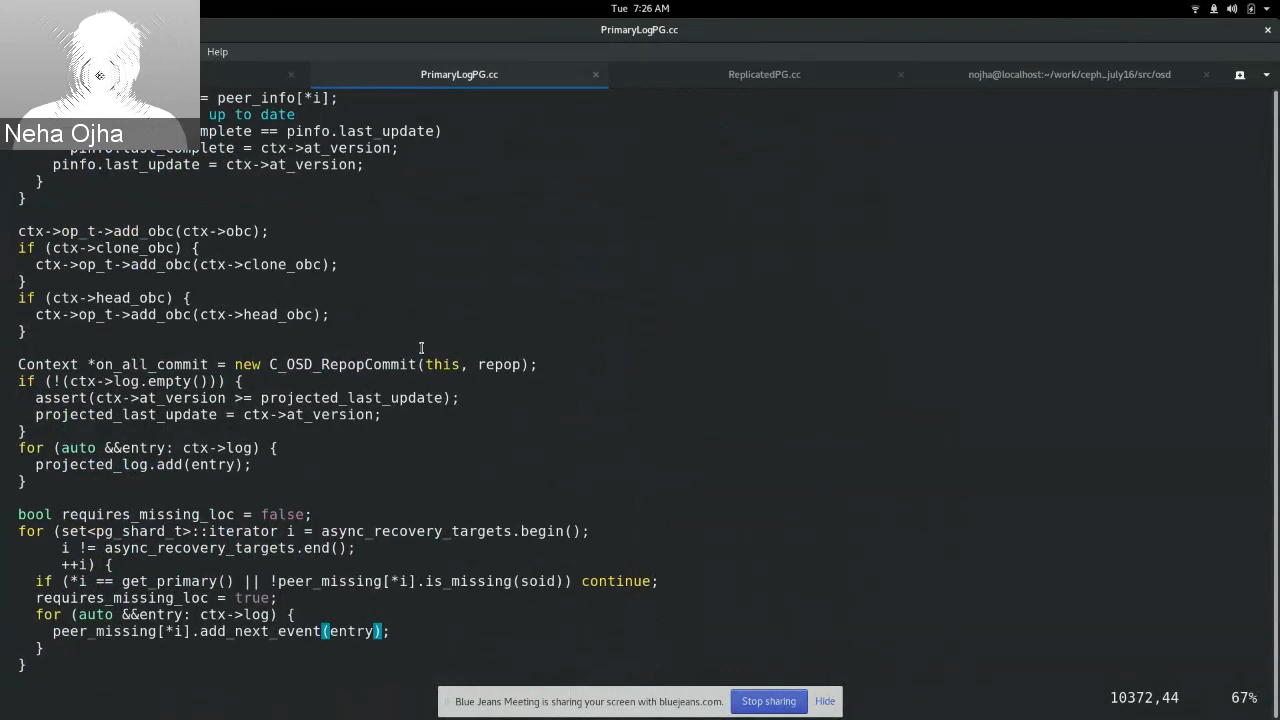 Tue 7:26 AM
PrimaryLogPG.cc
Help
PrimaryLogPG.cc
ReplicatedPG.cc
nojha@localhost:~/work/ceph_july16/src/osd
Neha Ojha
= peer_info[*i];
up to date
mplete == pinfo.last_update)
pinfo.last_complete = ctx->at_version;
pinfo.last_update = ctx->at_version;
}
}
ctx->op_t->add_obc(ctx->obc);
if (ctx->clone_obc) {
ctx->op_t->add_obc(ctx->clone_obc);
}
if (ctx->head_obc) {
ctx->op_t->add_obc(ctx->head_obc);
}
Context *on_all_commit = new C_OSD_RepopCommit(this, repop);
if (!(ctx->log.empty())) {
assert(ctx->at_version >= projected_last_update);
projected_last_update = ctx->at_version;
}
for (auto &&entry: ctx->log) {
projected_log.add(entry);
}
bool requires_missing_loc = false;
for (set<pg_shard_t>::iterator i = async_recovery_targets.begin();
i != async_recovery_targets.end();
++i) {
if (*i == get_primary() || !peer_missing[*i].is_missing(soid)) continue;
requires_missing_loc = true;
for (auto &&entry: ctx->log) {
peer_missing[*i].add_next_event(entry);
}
}
Blue Jeans Meeting is sharing your screen with bluejeans.com.
Stop sharing
Hide
10372,44
67%